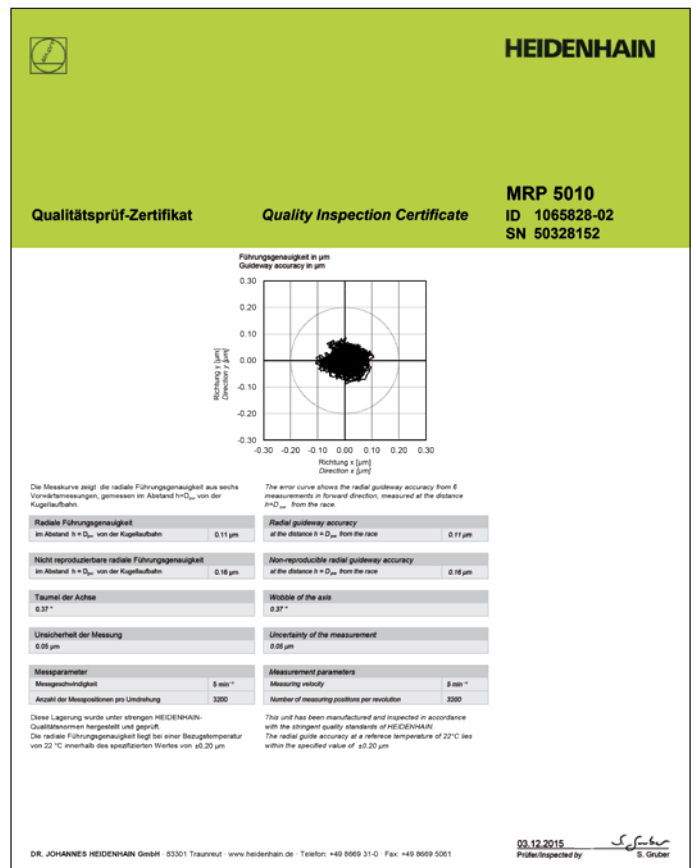 HEIDENHAIN
MRP 5010
Qualitätsprüf-Zertifikat
Quality Inspection Certificate
ID 1065828-02
SN 50328152
Führungsgenauigkeit in µm
Guideway accuracy in µm
0.30
0.20
0.10
0.00
-0.10
-0.20
-0.30
Richtung y [µm]
Direction y [µm]
-0.30 -0.20 -0.10 0.00 0.10 0.20 0.30
Richtung x [µm]
Direction x [µm]
Die Messkurve zeigt die radiale Führungsgenauigkeit aus sechs
Vorwärtsmessungen, gemessen im Abstand h=Dpw von der
Kugellaufbahn.
The error curve shows the radial guideway accuracy from 6
measurements in forward direction, measured at the distance
h=Dpw from the race.
Radiale Führungsgenauigkeit
im Abstand h = Dpw von der Kugellaufbahn 0.11 µm
Radial guideway accuracy
at the distance h = Dpw from the race 0.11 µm
Nicht reproduzierbare radiale Führungsgenauigkeit
im Abstand h = Dpw von der Kugellaufbahn 0.16 µm
Non-reproducible radial guideway accuracy
at the distance h = Dpw from the race 0.16 µm
Taumel der Achse
0.37 "
Wobble of the axis
0.37 "
Unsicherheit der Messung
0.05 µm
Uncertainty of the measurement
0.05 µm
Messparameter
Messgeschwindigkeit 5 min⁻¹
Anzahl der Messpositionen pro Umdrehung 3200
Measurement parameters
Measuring velocity 5 min⁻¹
Number of measuring positions per revolution 3200
Diese Lagerung wurde unter strengen HEIDENHAIN-
Qualitätsnormen hergestellt und geprüft.
Die radiale Führungsgenauigkeit liegt bei einer Bezugstemperatur
von 22 °C innerhalb des spezifizierten Wertes von ±0.20 µm
This unit has been manufactured and inspected in accordance
with the stringent quality standards of HEIDENHAIN.
The radial guide accuracy at a referece temperature of 22°C lies
within the specified value of ±0.20 µm
03.12.2015
Prüfer/Inspected by
S. Gruber
DR. JOHANNES HEIDENHAIN GmbH · 83301 Traunreut · www.heidenhain.de · Telefon: +49 8669 31-0 · Fax: +49 8669 5061